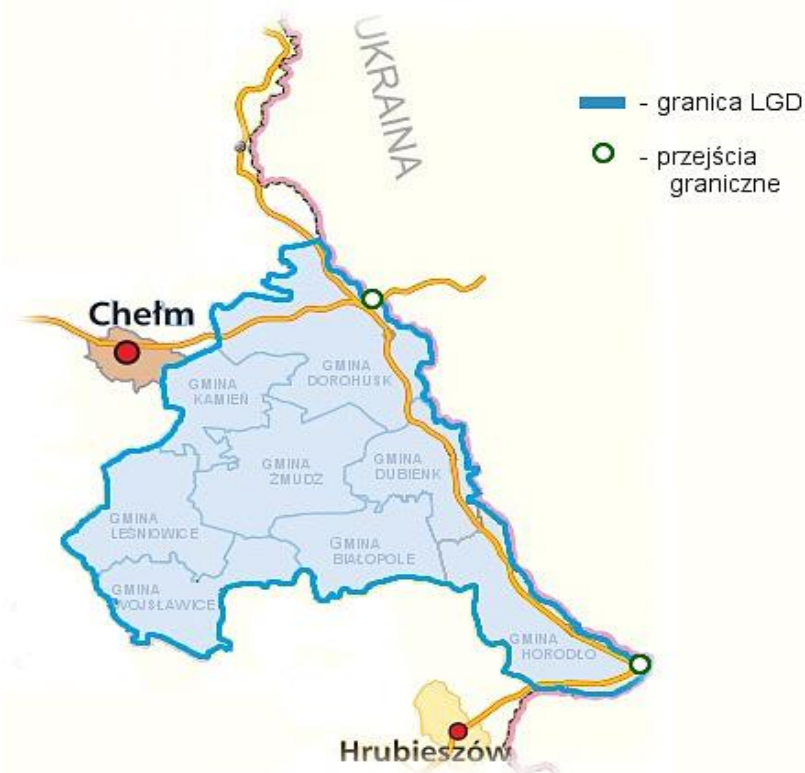 UKRAINA
- granica LGD
- przejścia
graniczne
Chełm
GMINA
DOROHUSK
GMINA
KAMIEŃ
GMINA
ŻMUDŹ
GMINA
DUBIENK
GMINA
LEŚNIOWICE
GMINA
BIAŁOPOLE
GMINA
WOJSŁAWICE
GMINA
HORODŁO
Hrubieszów